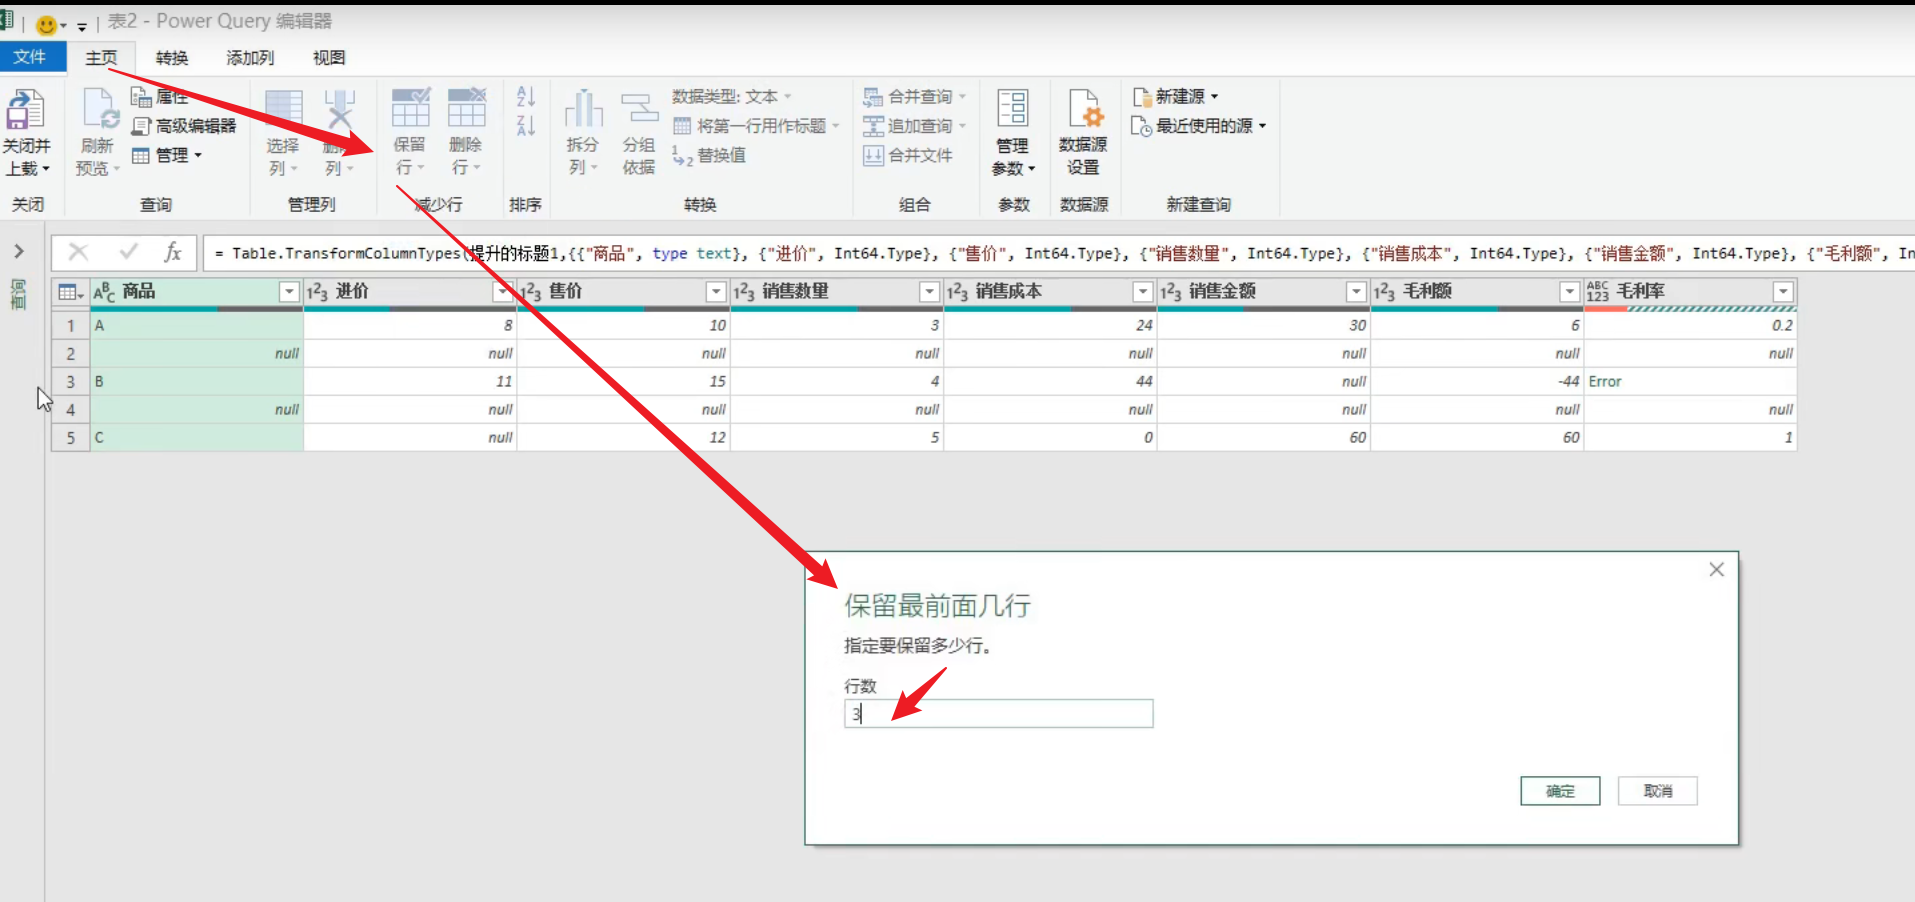 表2 - Power Query 编辑器
文件 主页 转换 添加列 视图
关闭并上载 刷新预览 属性 高级编辑器 管理 选择列 列 保留行 删除行 拆分列 分组依据 数据类型: 文本 将第一行用作标题 替换值 合并查询 追加查询 合并文件 管理参数 数据源设置 新建源 最近使用的源
关闭 查询 管理列 减少行 排序 转换 组合 参数 数据源 新建查询
查询
fx = Table.TransformColumnTypes(提升的标题1,{{"商品", type text}, {"进价", Int64.Type}, {"售价", Int64.Type}, {"销售数量", Int64.Type}, {"销售成本", Int64.Type}, {"销售金额", Int64.Type}, {"毛利额", In
商品 进价 售价 销售数量 销售成本 销售金额 毛利额 毛利率
1 A 8 10 3 24 30 6 0.2
2 null null null null null null null null
3 B 11 15 4 44 null -44 Error
4 null null null null null null null null
5 C null 12 5 0 60 60 1
保留最前面几行
指定要保留多少行。
行数
3
确定 取消